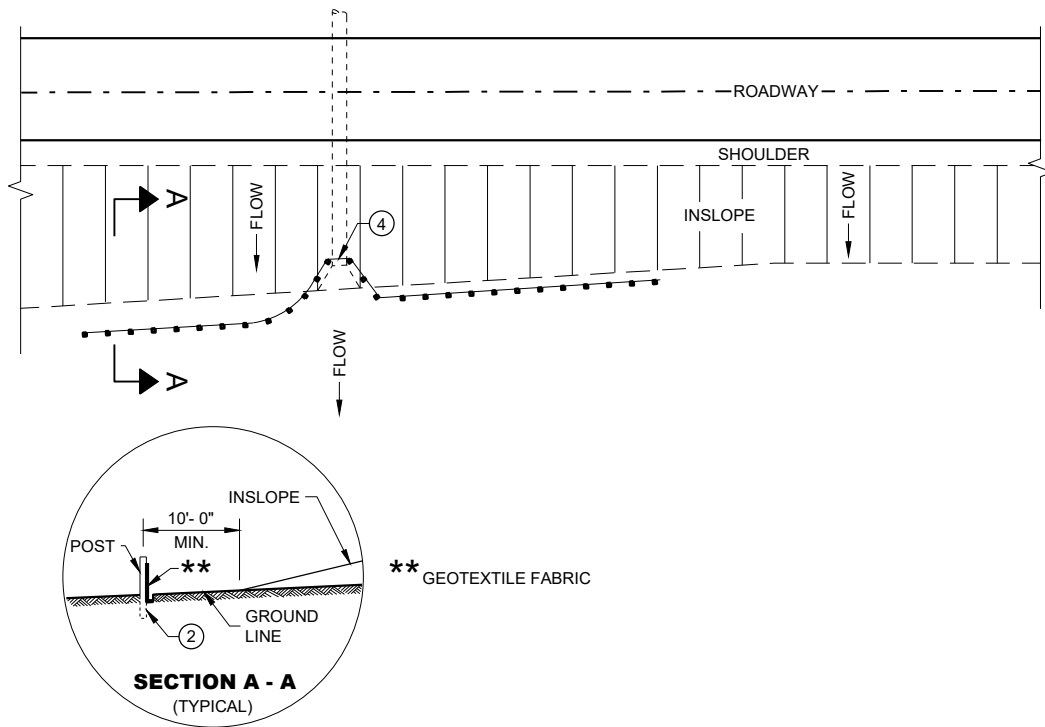 ROADWAY
SHOULDER
A
FLOW
4
INSLOPE
FLOW
A
FLOW
INSLOPE
10'- 0"
MIN.
POST
**
** GEOTEXTILE FABRIC
GROUND
LINE
2
SECTION A - A
(TYPICAL)